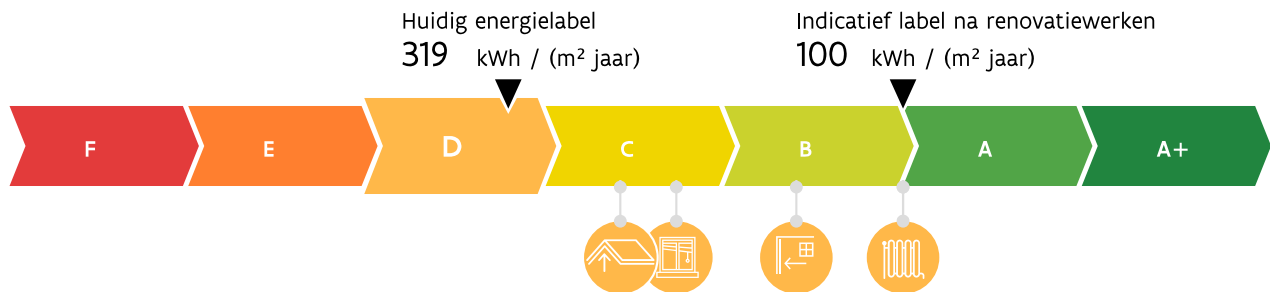 Huidig energielabel
319 kWh / (m² jaar)
Indicatief label na renovatiewerken
100 kWh / (m² jaar)
F E D C B A A+